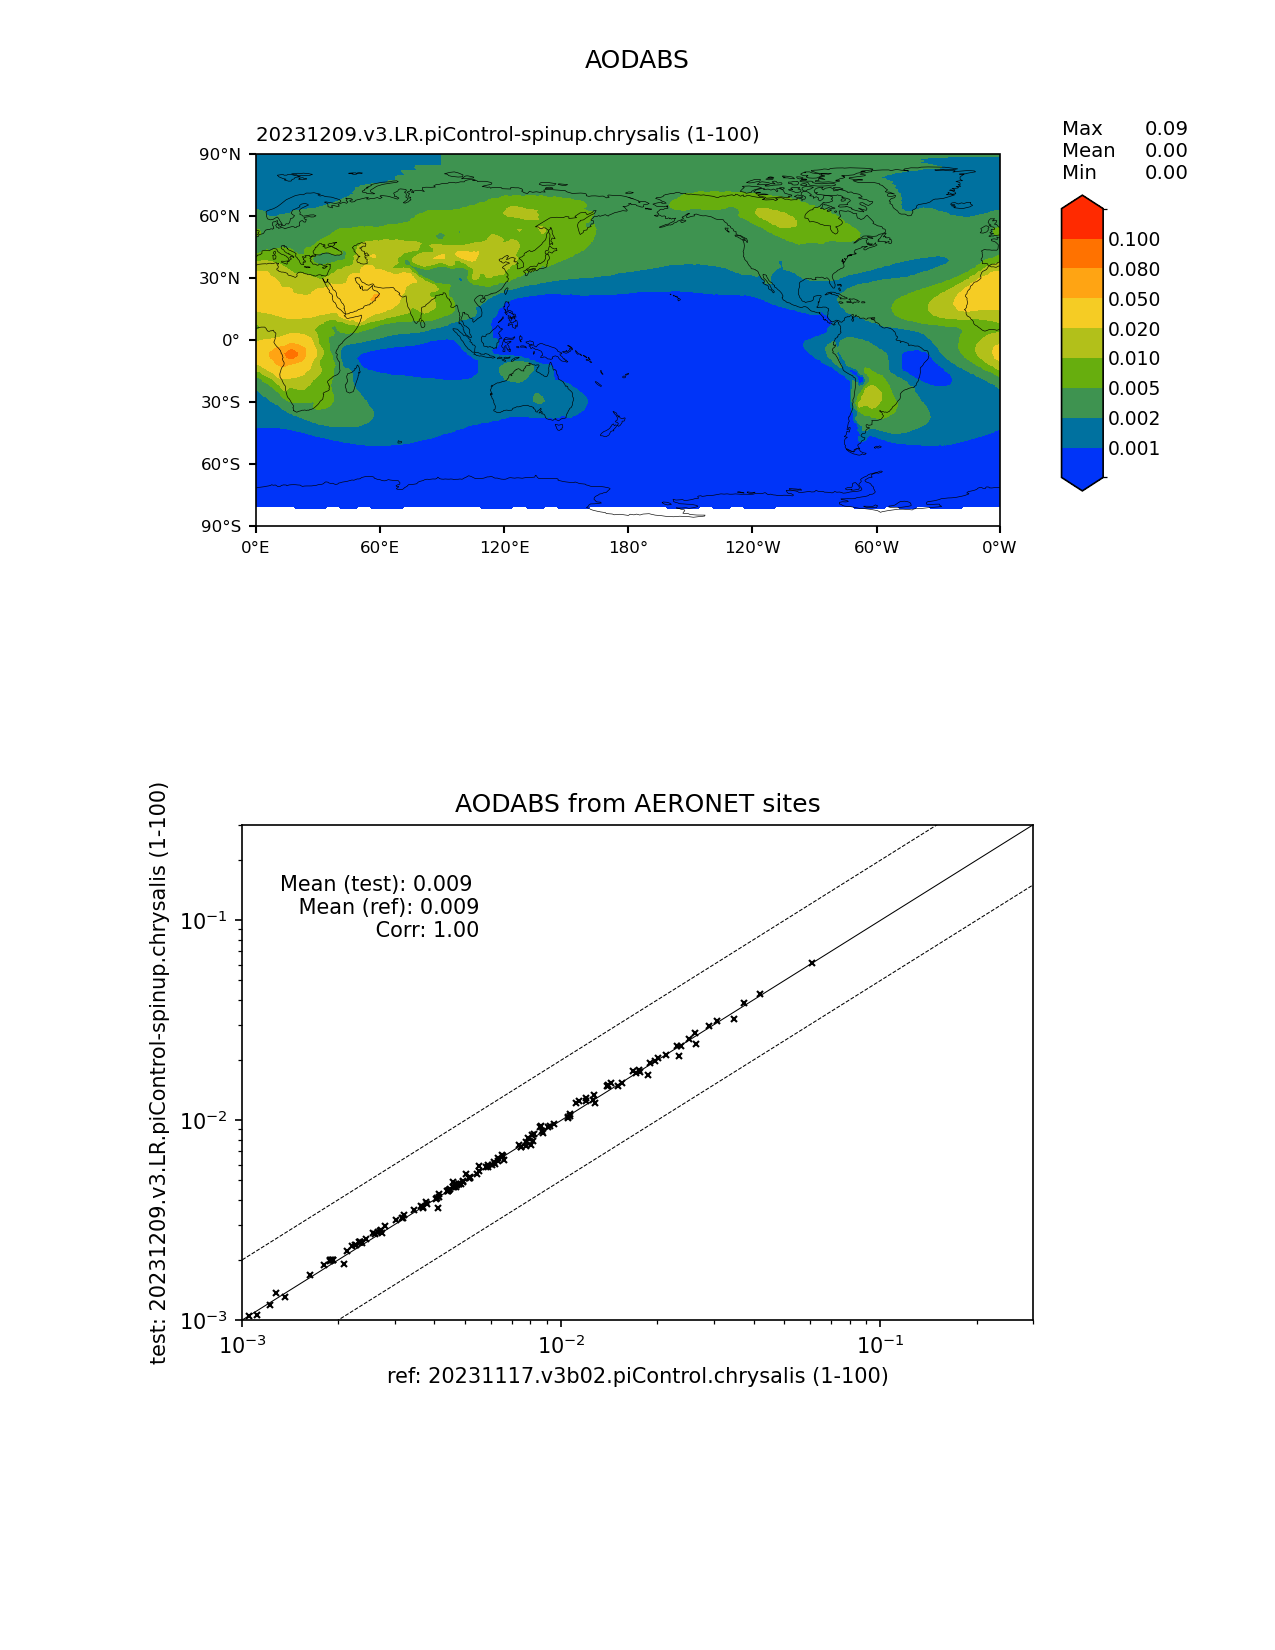 AODABS
20231209.v3.LR.piControl-spinup.chrysalis (1-100)
Max 0.09
Mean 0.00
Min 0.00
90°N
60°N
30°N
0°
30°S
60°S
90°S
0°E 60°E 120°E 180° 120°W 60°W 0°W
0.100
0.080
0.050
0.020
0.010
0.005
0.002
0.001
AODABS from AERONET sites
test: 20231209.v3.LR.piControl-spinup.chrysalis (1-100)
Mean (test): 0.009
Mean (ref): 0.009
Corr: 1.00
10⁻¹
10⁻²
10⁻³
10⁻³ 10⁻² 10⁻¹
ref: 20231117.v3b02.piControl.chrysalis (1-100)